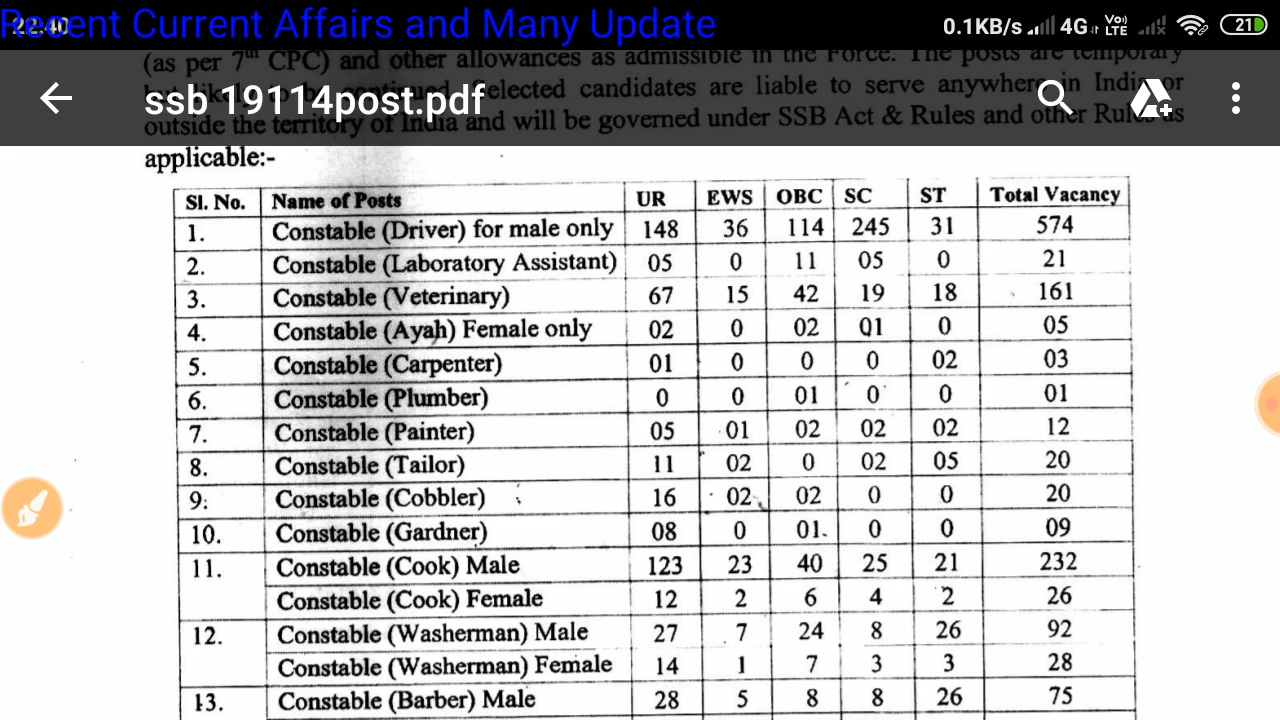 Recent Current Affairs and Many Update
22:40 0.1KB/s 4G Vo) LTE 21
(as per 7th CPC) and other allowances as admissible in the Force. The posts are temporary
ssb 19114post.pdf
selected candidates are liable to serve anywhere in India or
outside the territory of India and will be governed under SSB Act & Rules and other Rules as
applicable:-
Sl. No. Name of Posts UR EWS OBC SC ST Total Vacancy
1. Constable (Driver) for male only 148 36 114 245 31 574
2. Constable (Laboratory Assistant) 05 0 11 05 0 21
3. Constable (Veterinary) 67 15 42 19 18 161
4. Constable (Ayah) Female only 02 0 02 01 0 05
5. Constable (Carpenter) 01 0 0 0 02 03
6. Constable (Plumber) 0 0 01 0 0 01
7. Constable (Painter) 05 01 02 02 02 12
8. Constable (Tailor) 11 02 0 02 05 20
9. Constable (Cobbler) 16 02 02 0 0 20
10. Constable (Gardner) 08 0 01 0 0 09
11. Constable (Cook) Male 123 23 40 25 21 232
Constable (Cook) Female 12 2 6 4 2 26
12. Constable (Washerman) Male 27 7 24 8 26 92
Constable (Washerman) Female 14 1 7 3 3 28
13. Constable (Barber) Male 28 5 8 8 26 75